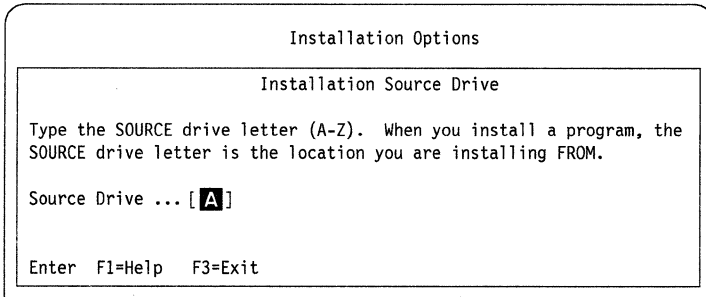 Installation Options
Installation Source Drive
Type the SOURCE drive letter (A-Z).  When you install a program, the
SOURCE drive letter is the location you are installing FROM.
Source Drive ... [A]
Enter  F1=Help   F3=Exit